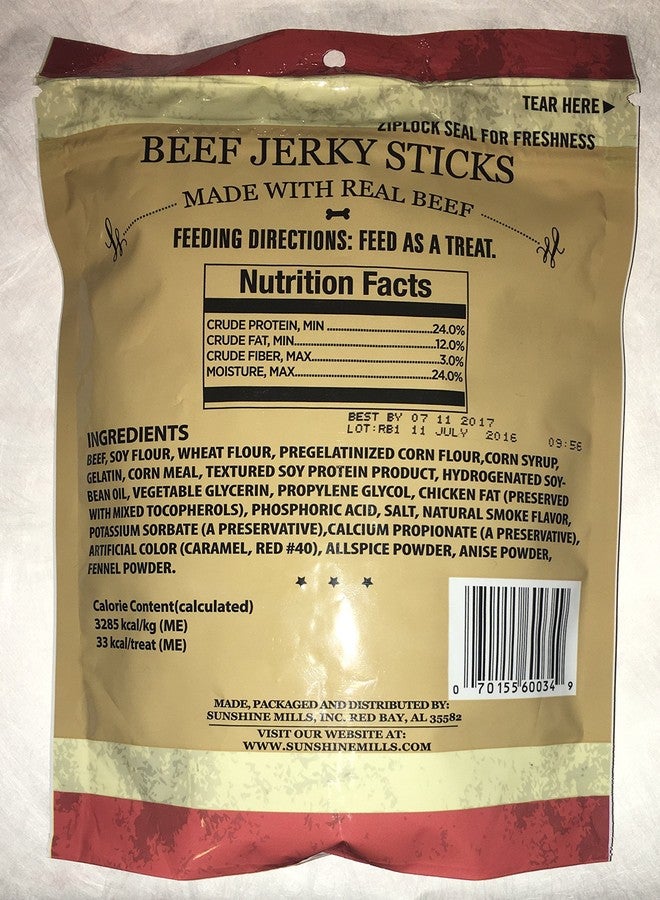 TEAR HERE
ZIPLOCK SEAL FOR FRESHNESS
BEEF JERKY STICKS
MADE WITH REAL BEEF
FEEDING DIRECTIONS: FEED AS A TREAT.
Nutrition Facts
CRUDE PROTEIN, MIN ........................24.0%
CRUDE FAT, MIN..............................12.0%
CRUDE FIBER, MAX............................3.0%
MOISTURE, MAX...............................24.0%
BEST BY 07 11 2017
LOT:RB1 11 JULY 2016 09:56
INGREDIENTS
BEEF, SOY FLOUR, WHEAT FLOUR, PREGELATINIZED CORN FLOUR,CORN SYRUP,
GELATIN, CORN MEAL, TEXTURED SOY PROTEIN PRODUCT, HYDROGENATED SOY-
BEAN OIL, VEGETABLE GLYCERIN, PROPYLENE GLYCOL, CHICKEN FAT (PRESERVED
WITH MIXED TOCOPHEROLS), PHOSPHORIC ACID, SALT, NATURAL SMOKE FLAVOR,
POTASSIUM SORBATE (A PRESERVATIVE),CALCIUM PROPIONATE (A PRESERVATIVE),
ARTIFICIAL COLOR (CARAMEL, RED #40), ALLSPICE POWDER, ANISE POWDER,
FENNEL POWDER.
Calorie Content(calculated)
3285 kcal/kg (ME)
33 kcal/treat (ME)
0 70155 60034 9
MADE, PACKAGED AND DISTRIBUTED BY:
SUNSHINE MILLS, INC. RED BAY, AL 35582
VISIT OUR WEBSITE AT:
WWW.SUNSHINEMILLS.COM